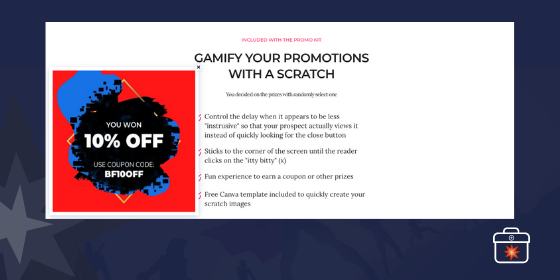 INCLUDED WITH THE PROMO KIT
GAMIFY YOUR PROMOTIONS
WITH A SCRATCH
You decided on the prizes with randomly select one
x
YOU WON
10% OFF
USE COUPON CODE:
BF10OFF
Control the delay when it appears to be less
"instrusive" so that your prospect actually views it
instead of quickly looking for the close button
Sticks to the corner of the screen until the reader
clicks on the "itty bitty" (x)
Fun experience to earn a coupon or other prizes
Free Canva template included to quickly create your
scratch images